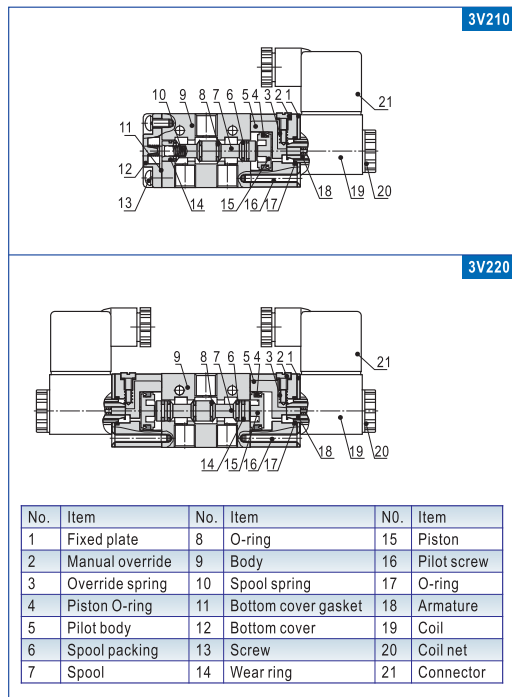 3V210
10 9 8 7 6 5 4 3 2 1
21
11
12
13 14 15 16 17 18 19 20
3V220
9 8 7 6 5 4 3 2 1
21
14 15 16 17 18 19 20
No. Item No. Item N0. Item
1 Fixed plate 8 O-ring 15 Piston
2 Manual override 9 Body 16 Pilot screw
3 Override spring 10 Spool spring 17 O-ring
4 Piston O-ring 11 Bottom cover gasket 18 Armature
5 Pilot body 12 Bottom cover 19 Coil
6 Spool packing 13 Screw 20 Coil net
7 Spool 14 Wear ring 21 Connector